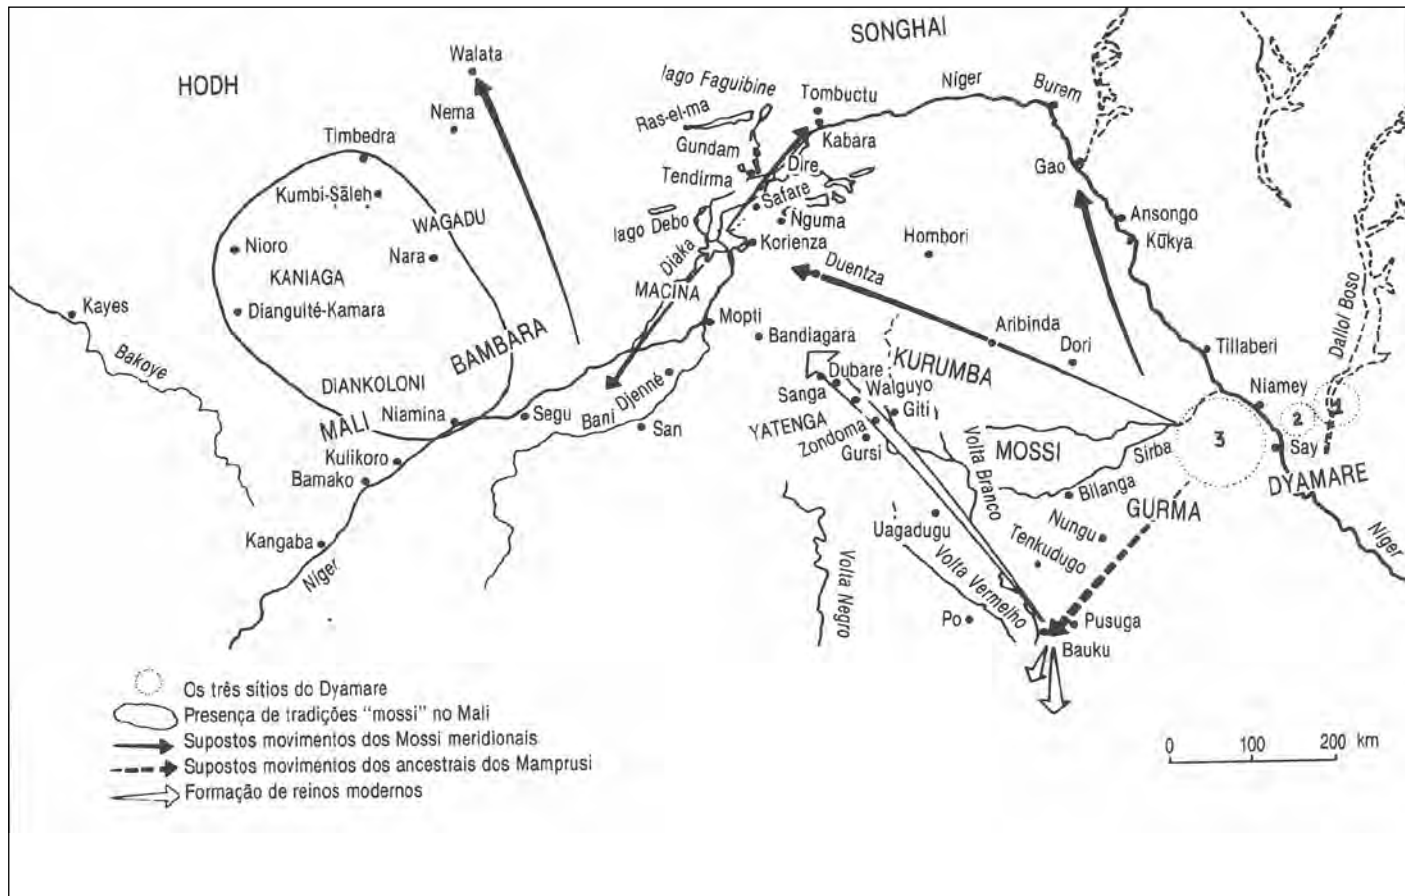 SONGHAI
HODH
Walata
lago Faguibine
Níger
Burem
Tombuctu
Ras-el-ma
Nema
Timbedra
Kabara
Gundam
Dire
Gao
Tendirma
Kumbi-Sāleh
Safare
WAGADU
lago Debo
Nguma
Ansongo
Kūkya
Nioro
Nara
Diaka
Korienza
Hombori
KANIAGA
Duentza
Dallol Boso
Kayes
Dianguité-Kamara
MACINA
Mopti
Bandiagara
Aribinda
Dori
Tillaberi
Bakoye
BAMBARA
KURUMBA
DIANKOLONI
Djenné
Dubare
Sanga
Walguyo
Niamey
1
2
MALI
Niamina
Segu
Bani
San
YATENGA
Giti
Zondoma
Gursi
Volta Branco
MOSSI
Sirba
3
Say
DYAMARE
Kulikoro
Bamako
Bilanga
GURMA
Uagadugu
Nungu
Tenkudugo
Kangaba
Níger
Níger
Volta Negro
Volta Vermelho
Po
Pusuga
Bauku
Os três sítios do Dyamare
Presença de tradições "mossi" no Mali
Supostos movimentos dos Mossi meridionais
Supostos movimentos dos ancestrais dos Mamprusi
Formação de reinos modernos
0 100 200 km